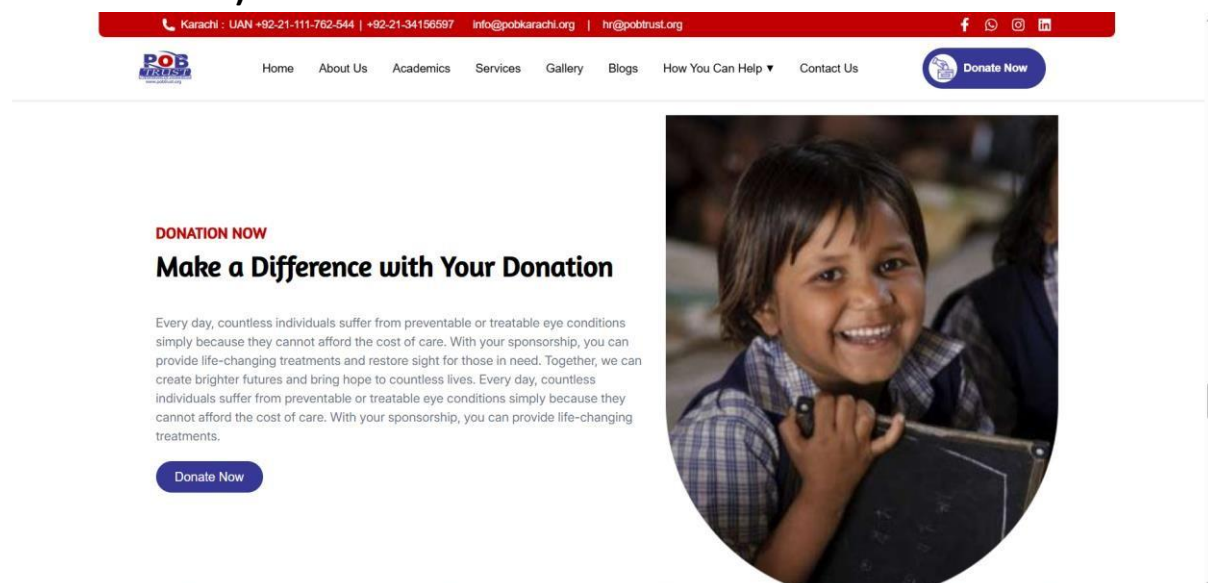 Karachi : UAN +92-21-111-762-544 | +92-21-34156597 info@pobkarachi.org | hr@pobtrust.org
POB
TRUST
www.pobtrust.org
Home About Us Academics Services Gallery Blogs How You Can Help ▼ Contact Us
Donate Now
DONATION NOW
Make a Difference with Your Donation
Every day, countless individuals suffer from preventable or treatable eye conditions
simply because they cannot afford the cost of care. With your sponsorship, you can
provide life-changing treatments and restore sight for those in need. Together, we can
create brighter futures and bring hope to countless lives. Every day, countless
individuals suffer from preventable or treatable eye conditions simply because they
cannot afford the cost of care. With your sponsorship, you can provide life-changing
treatments.
Donate Now